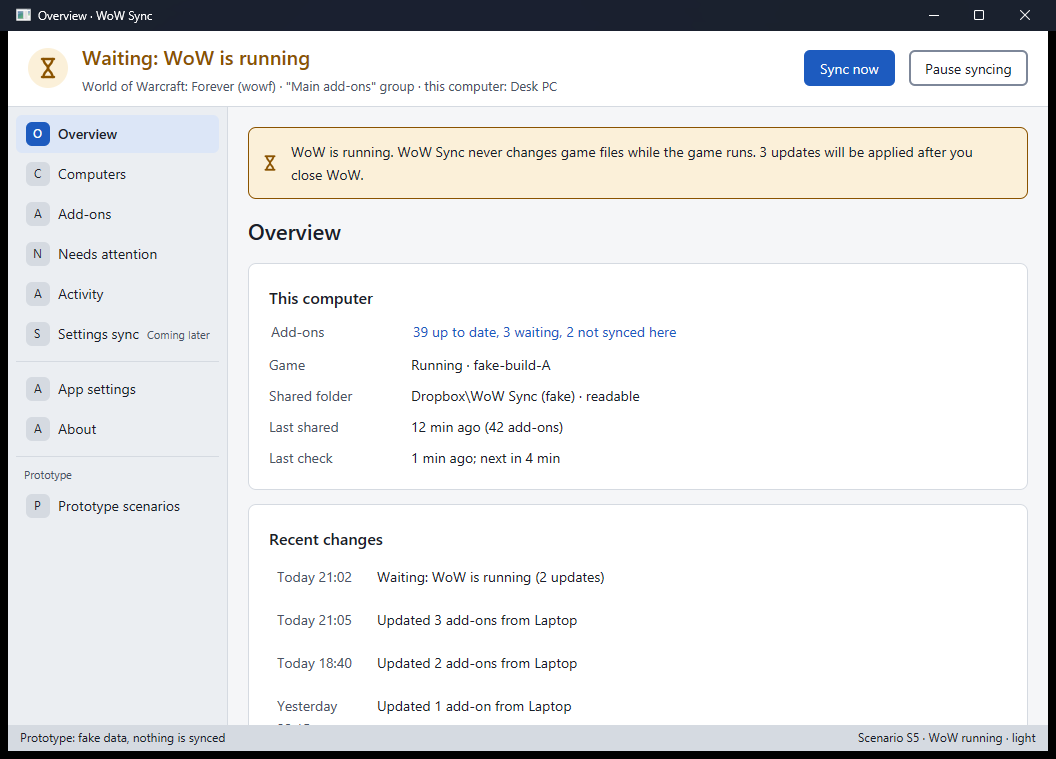 Overview · WoW Sync
Waiting: WoW is running
World of Warcraft: Forever (wowf) · "Main add-ons" group · this computer: Desk PC
Sync now
Pause syncing
O Overview
C Computers
A Add-ons
N Needs attention
A Activity
S Settings sync Coming later
A App settings
A About
Prototype
P Prototype scenarios
WoW is running. WoW Sync never changes game files while the game runs. 3 updates will be applied after you
close WoW.
Overview
This computer
Add-ons 39 up to date, 3 waiting, 2 not synced here
Game Running · fake-build-A
Shared folder Dropbox\WoW Sync (fake) · readable
Last shared 12 min ago (42 add-ons)
Last check 1 min ago; next in 4 min
Recent changes
Today 21:02 Waiting: WoW is running (2 updates)
Today 21:05 Updated 3 add-ons from Laptop
Today 18:40 Updated 2 add-ons from Laptop
Yesterday Updated 1 add-on from Laptop
Prototype: fake data, nothing is synced
Scenario S5 · WoW running · light